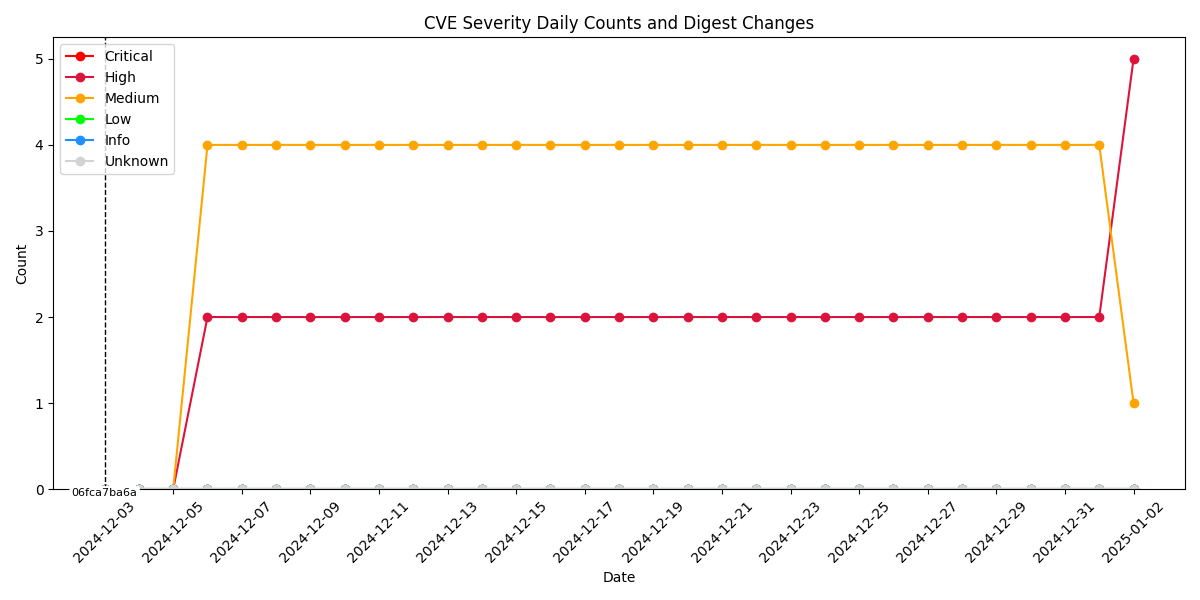 CVE Severity Daily Counts and Digest Changes
Critical
High
Medium
Low
Info
Unknown
Count
5
4
3
2
1
0
06fca7ba6a
2024-12-03
2024-12-05
2024-12-07
2024-12-09
2024-12-11
2024-12-13
2024-12-15
2024-12-17
2024-12-19
2024-12-21
2024-12-23
2024-12-25
2024-12-27
2024-12-29
2024-12-31
2025-01-02
Date